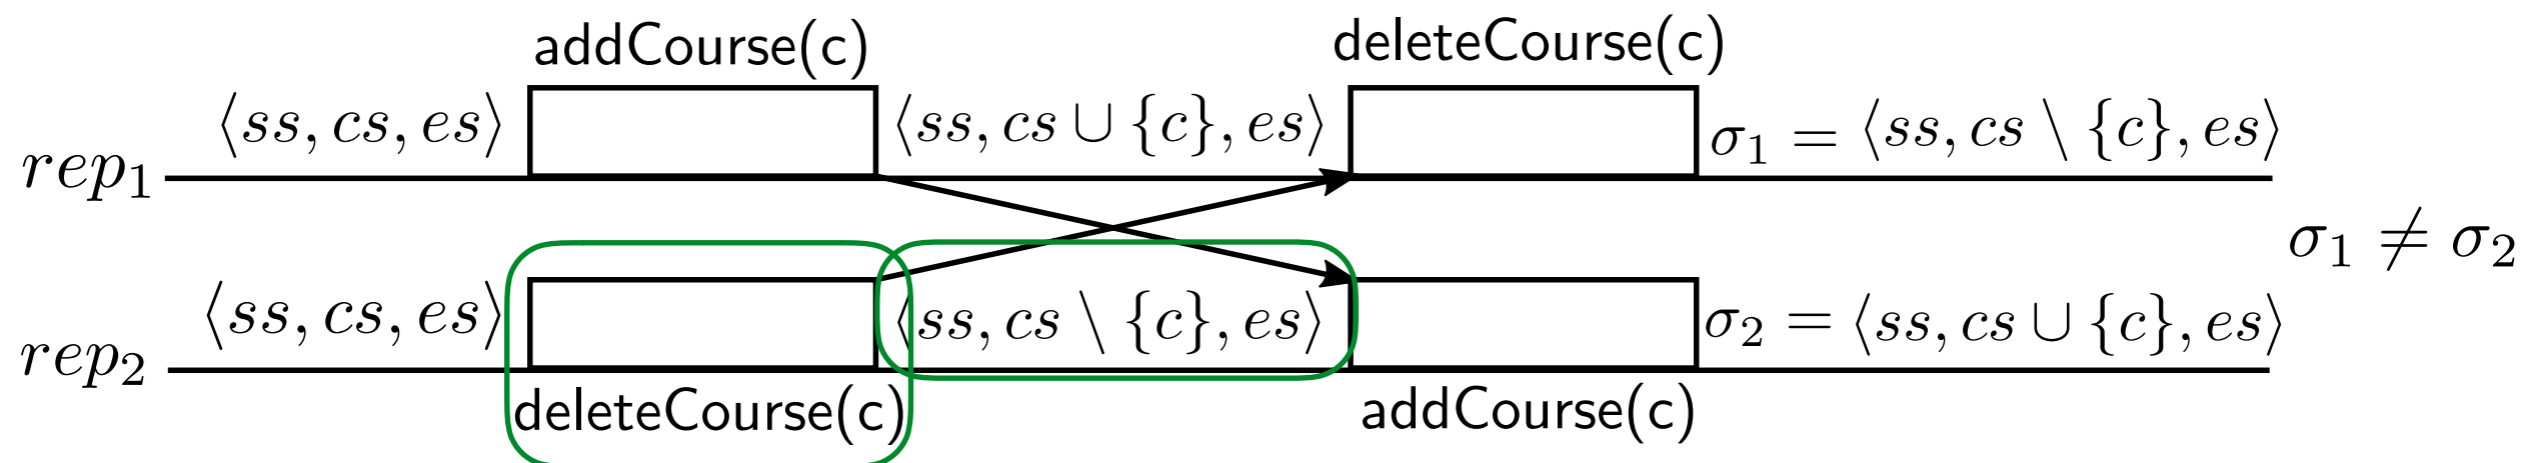 addCourse(c) deleteCourse(c)
⟨ss, cs, es⟩ ⟨ss, cs ∪ {c}, es⟩ σ₁ = ⟨ss, cs \ {c}, es⟩
rep₁
σ₁ ≠ σ₂
⟨ss, cs, es⟩ ⟨ss, cs \ {c}, es⟩ σ₂ = ⟨ss, cs ∪ {c}, es⟩
rep₂
deleteCourse(c) addCourse(c)